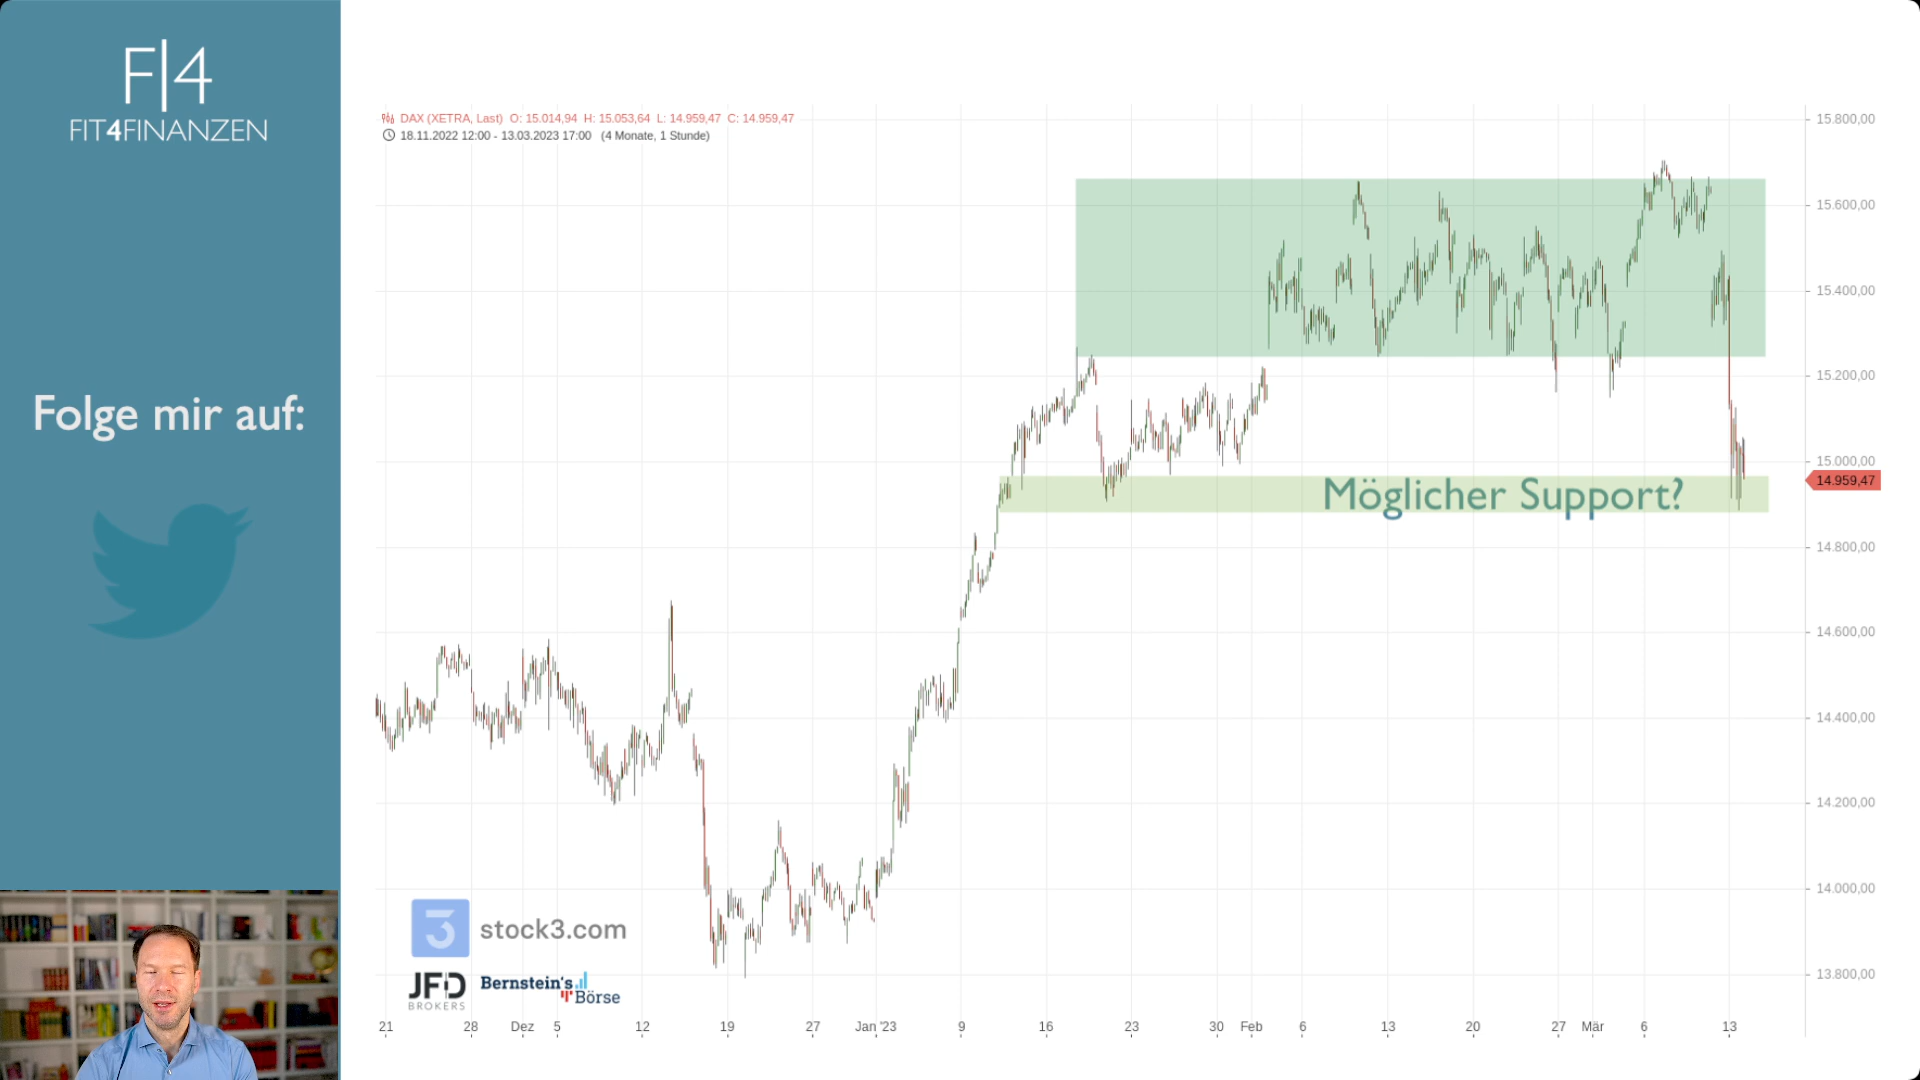 F|4
FIT4FINANZEN
Folge mir auf:
DAX (XETRA, Last) O: 15.014,94 H: 15.053,64 L: 14.959,47 C: 14.959,47
18.11.2022 12:00 - 13.03.2023 17:00 (4 Monate, 1 Stunde)
15.800,00
15.600,00
15.400,00
15.200,00
15.000,00
14.959,47
Möglicher Support?
14.800,00
14.600,00
14.400,00
14.200,00
14.000,00
13.800,00
3 stock3.com
JFD
BROKERS
Bernstein's
Börse
21 28 Dez 5 12 19 27 Jan '23 9 16 23 30 Feb 6 13 20 27 Mär 6 13